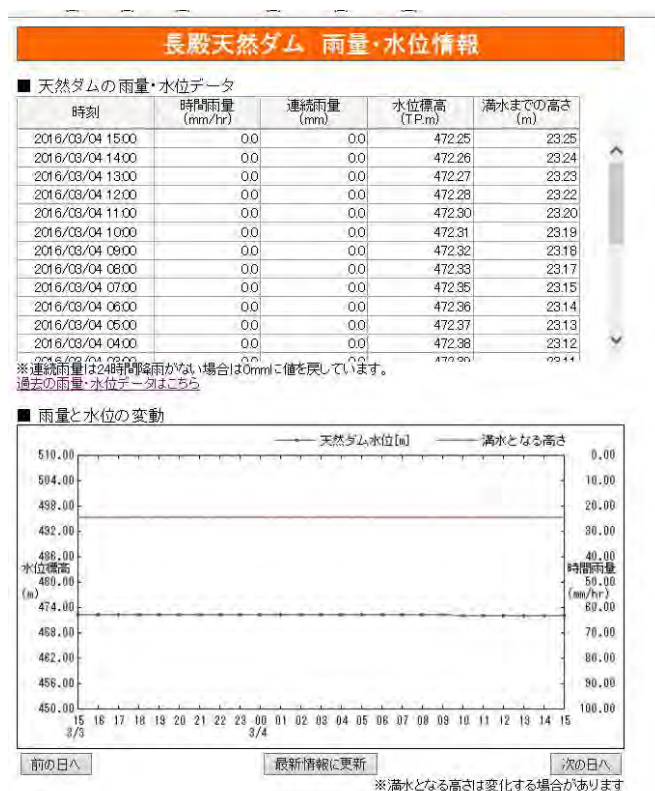 長殿天然ダム 雨量・水位情報
■ 天然ダムの雨量・水位データ
時刻 時間雨量 (mm/hr) 連続雨量 (mm) 水位標高 (T.P.m) 満水までの高さ (m)
2016/03/04 15:00 0.0 0.0 472.25 23.25
2016/03/04 14:00 0.0 0.0 472.26 23.24
2016/03/04 13:00 0.0 0.0 472.27 23.23
2016/03/04 12:00 0.0 0.0 472.28 23.22
2016/03/04 11:00 0.0 0.0 472.30 23.20
2016/03/04 10:00 0.0 0.0 472.31 23.19
2016/03/04 09:00 0.0 0.0 472.32 23.18
2016/03/04 08:00 0.0 0.0 472.33 23.17
2016/03/04 07:00 0.0 0.0 472.35 23.15
2016/03/04 06:00 0.0 0.0 472.36 23.14
2016/03/04 05:00 0.0 0.0 472.37 23.13
2016/03/04 04:00 0.0 0.0 472.38 23.12
※連続雨量は24時間降雨がない場合は0mmに値を戻しています。
過去の雨量・水位データはこちら
■ 雨量と水位の変動
天然ダム水位[m] 満水となる高さ
510.00 0.00
504.00 10.00
498.00 20.00
492.00 30.00
486.00 40.00
水位標高 時間雨量
480.00 50.00
(m) (mm/hr)
474.00 60.00
468.00 70.00
462.00 80.00
456.00 90.00
450.00 100.00
15 16 17 18 19 20 21 22 23 00 01 02 03 04 05 06 07 08 09 10 11 12 13 14 15
3/3 3/4
前の日へ 最新情報に更新 次の日へ
※満水となる高さは変化する場合があります